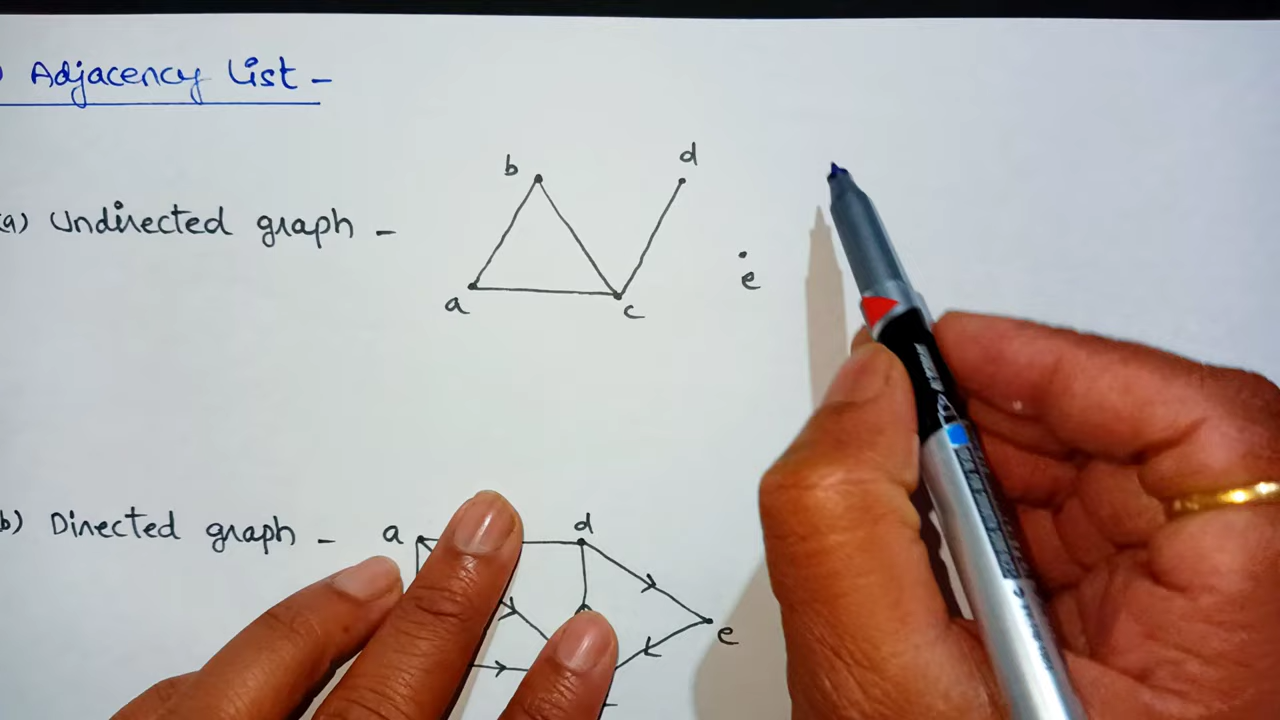 ) Adjacency List -
b
d
(a) Undirected graph -
e
a
c
b) Directed graph -
a
d
e